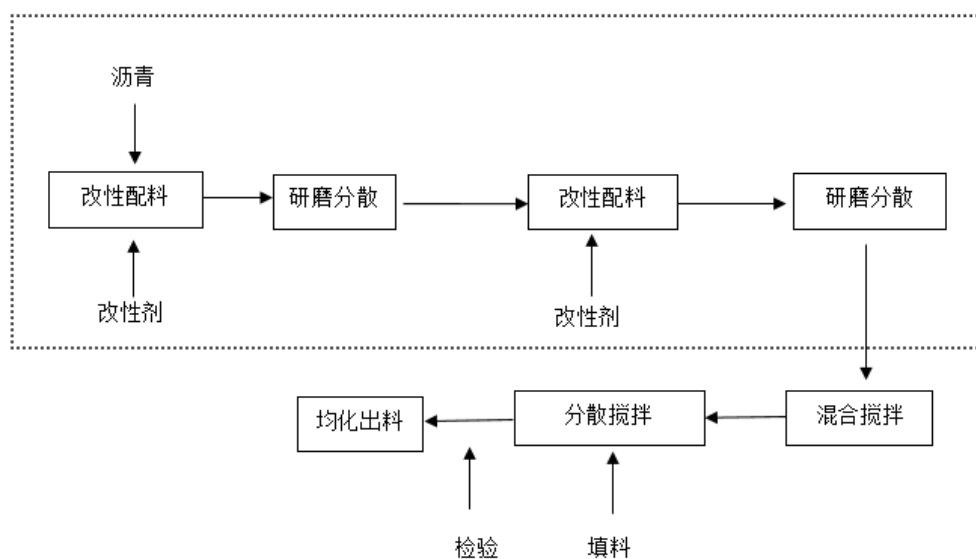 沥青
改性配料
研磨分散
改性配料
研磨分散
改性剂
改性剂
均化出料
分散搅拌
混合搅拌
检验
填料